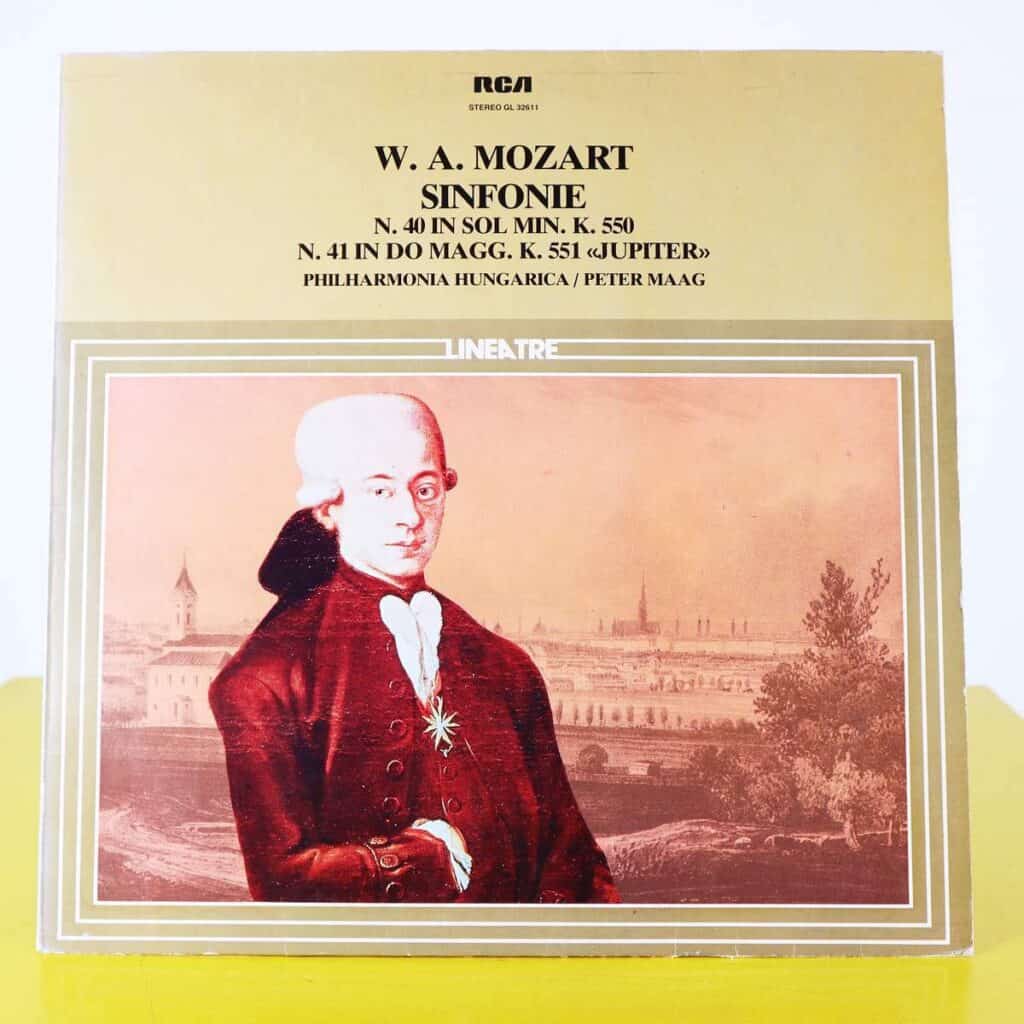 RCA
STEREO GL 32611
W. A. MOZART
SINFONIE
N. 40 IN SOL MIN. K. 550
N. 41 IN DO MAGG. K. 551 «JUPITER»
PHILHARMONIA HUNGARICA / PETER MAAG
LINEATRE